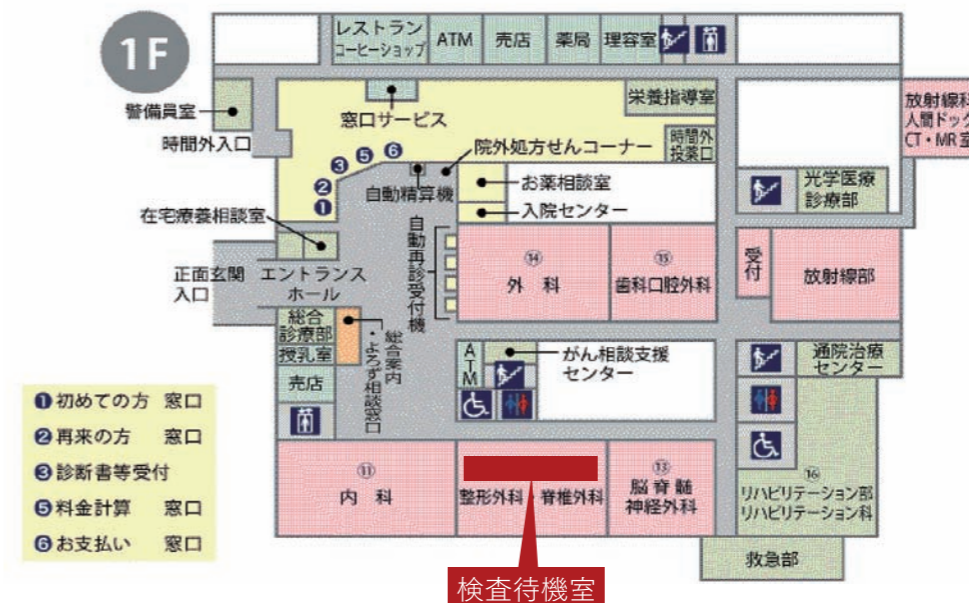 1F
レストラン
コーヒーショップ
ATM
売店
薬局
理容室
警備員室
時間外入口
窓口サービス
栄養指導室
放射線科
人間ドック
CT・MR室
③
⑤
⑥
院外処方せんコーナー
時間外
投薬口
②
①
自動精算機
お薬相談室
光学医療
診療部
在宅療養相談室
入院センター
自動再診受付機
⑭
外 科
⑮
歯科口腔外科
受付
放射線部
正面玄関
入口
エントランス
ホール
総合
診療部
授乳室
総合案内
・よろず相談窓口
売店
ATM
がん相談支援
センター
通院治療
センター
❶初めての方 窓口
❷再来の方 窓口
❸診断書等受付
❺料金計算 窓口
❻お支払い 窓口
⑪
内 科
整形外科・脊椎外科
⑬
脳脊髄
神経外科
⑯
リハビリテーション部
リハビリテーション科
救急部
検査待機室